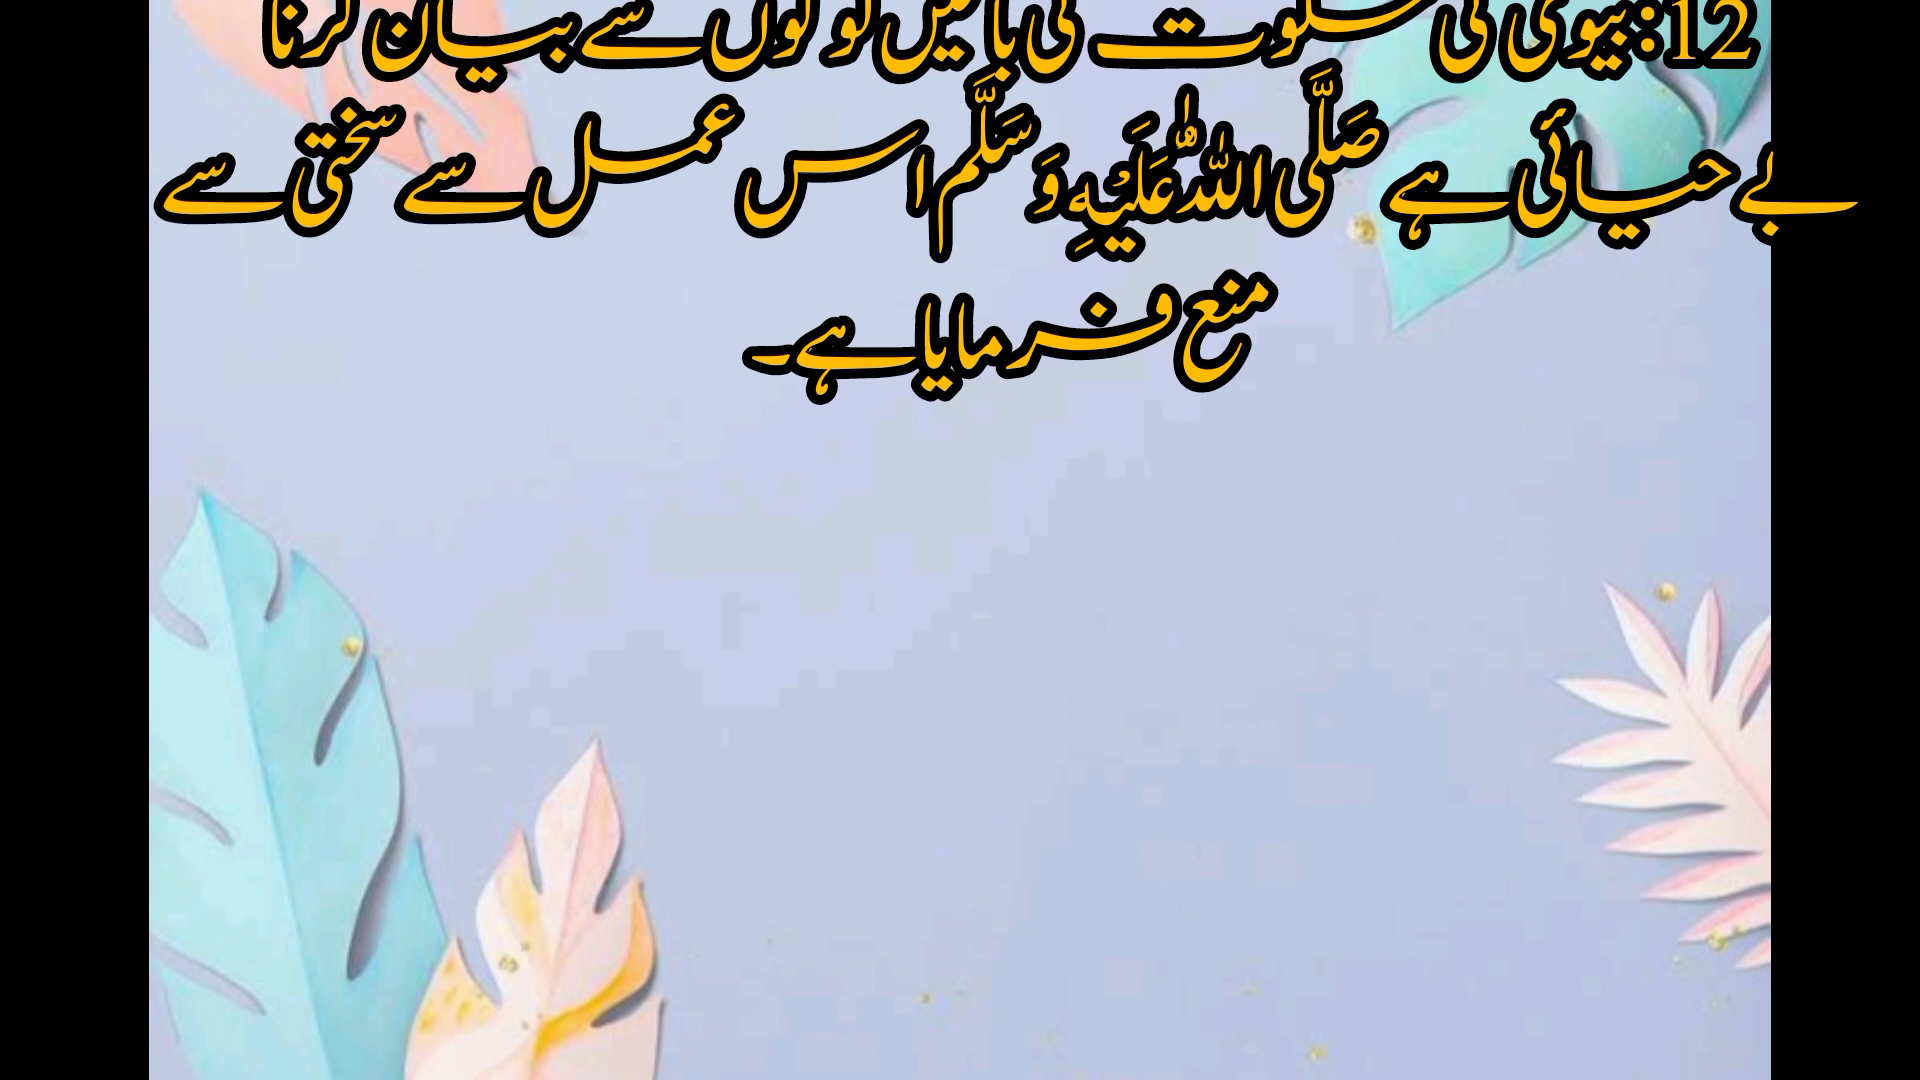 12:بیوی کی خلوت کی باتیں لوگوں سے بیان کرنا
بے حیائی ہے صَلَّی اللّٰہُ عَلَیْہِ وَسَلَّم اس عمل سے سختی سے
منع فرمایا ہے۔